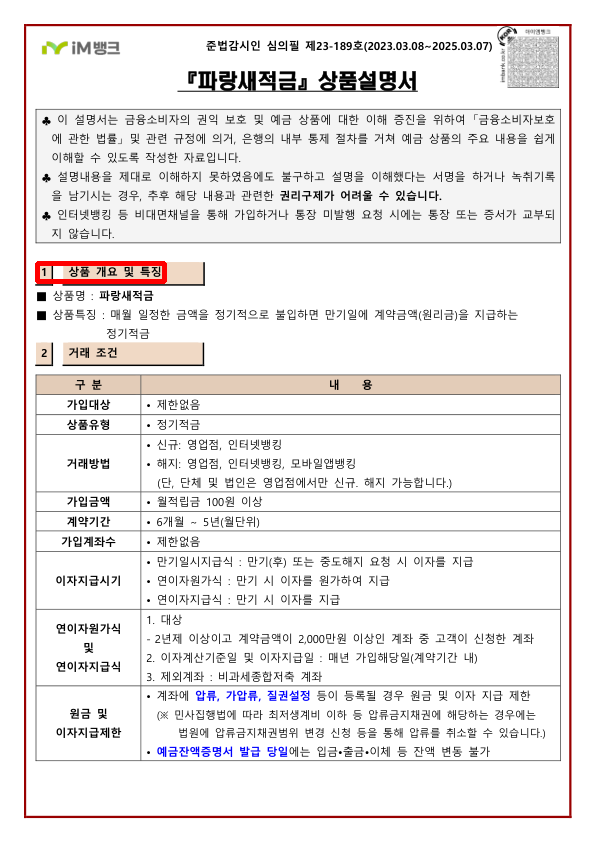 iM뱅크
준법감시인 심의필 제23-189호(2023.03.08~2025.03.07)
아이엠뱅크
imbank.co.kr
『파랑새적금』 상품설명서
♣ 이 설명서는 금융소비자의 권익 보호 및 예금 상품에 대한 이해 증진을 위하여「금융소비자보호
에 관한 법률」및 관련 규정에 의거, 은행의 내부 통제 절차를 거쳐 예금 상품의 주요 내용을 쉽게
이해할 수 있도록 작성한 자료입니다.
♣ 설명내용을 제대로 이해하지 못하였음에도 불구하고 설명을 이해했다는 서명을 하거나 녹취기록
을 남기시는 경우, 추후 해당 내용과 관련한 권리구제가 어려울 수 있습니다.
♣ 인터넷뱅킹 등 비대면채널을 통해 가입하거나 통장 미발행 요청 시에는 통장 또는 증서가 교부되
지 않습니다.
1 상품 개요 및 특징
■ 상품명 : 파랑새적금
■ 상품특징 : 매월 일정한 금액을 정기적으로 불입하면 만기일에 계약금액(원리금)을 지급하는
정기적금
2 거래 조건
구 분 내 용
가입대상 • 제한없음
상품유형 • 정기적금
거래방법 • 신규: 영업점, 인터넷뱅킹
• 해지: 영업점, 인터넷뱅킹, 모바일앱뱅킹
(단, 단체 및 법인은 영업점에서만 신규. 해지 가능합니다.)
가입금액 • 월적립금 100원 이상
계약기간 • 6개월 ~ 5년(월단위)
가입계좌수 • 제한없음
이자지급시기 • 만기일시지급식 : 만기(후) 또는 중도해지 요청 시 이자를 지급
• 연이자원가식 : 만기 시 이자를 원가하여 지급
• 연이자지급식 : 만기 시 이자를 지급
연이자원가식
및
연이자지급식
1. 대상
- 2년제 이상이고 계약금액이 2,000만원 이상인 계좌 중 고객이 신청한 계좌
2. 이자계산기준일 및 이자지급일 : 매년 가입해당일(계약기간 내)
3. 제외계좌 : 비과세종합저축 계좌
원금 및
이자지급제한
• 계좌에 압류, 가압류, 질권설정 등이 등록될 경우 원금 및 이자 지급 제한
(※ 민사집행법에 따라 최저생계비 이하 등 압류금지채권에 해당하는 경우에는
법원에 압류금지채권범위 변경 신청 등을 통해 압류를 취소할 수 있습니다.)
• 예금잔액증명서 발급 당일에는 입금•출금•이체 등 잔액 변동 불가